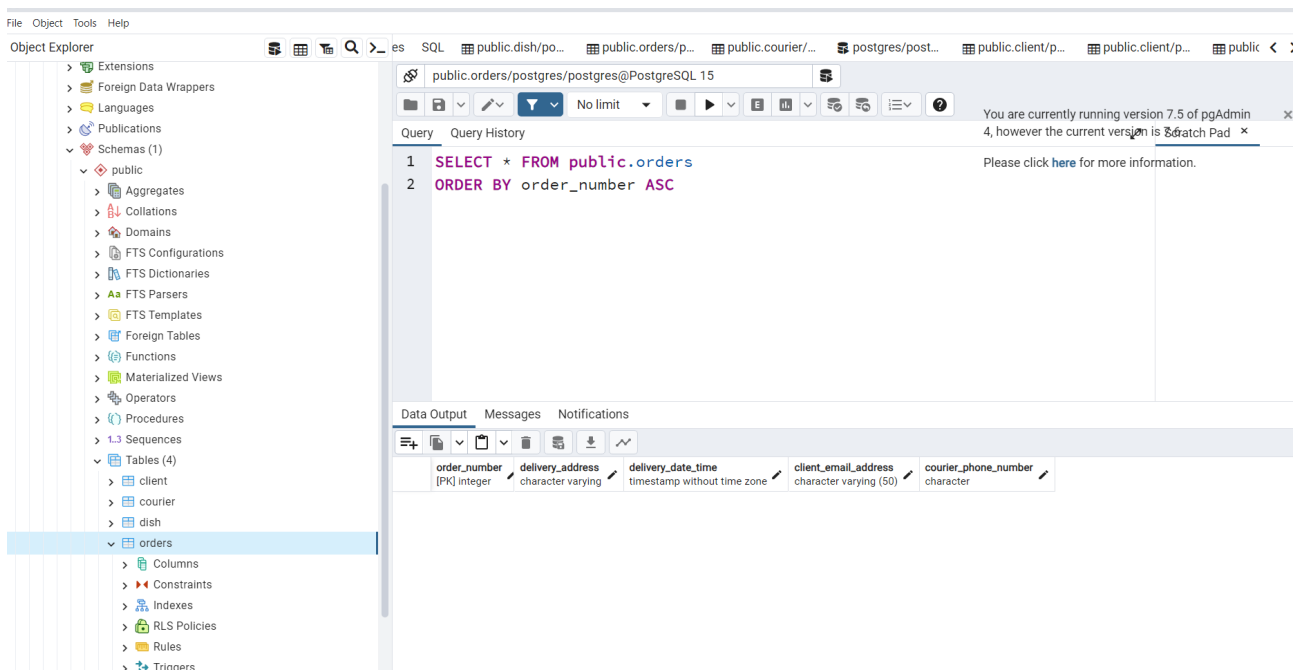 File Object Tools Help
Object Explorer
es SQL public.dish/po... public.orders/p... public.courier/... postgres/post... public.client/p... public.client/p... public
Extensions
Foreign Data Wrappers
Languages
Publications
Schemas (1)
public
Aggregates
Collations
Domains
FTS Configurations
FTS Dictionaries
Aa FTS Parsers
FTS Templates
Foreign Tables
Functions
Materialized Views
Operators
Procedures
1..3 Sequences
Tables (4)
client
courier
dish
orders
Columns
Constraints
Indexes
RLS Policies
Rules
Triggers
public.orders/postgres/postgres@PostgreSQL 15
No limit
E
Query Query History
1 SELECT * FROM public.orders
2 ORDER BY order_number ASC
You are currently running version 7.5 of pgAdmin
4, however the current version is
Scratch Pad
Please click here for more information.
Data Output Messages Notifications
order_number delivery_address delivery_date_time client_email_address courier_phone_number
[PK] integer character varying timestamp without time zone character varying (50) character